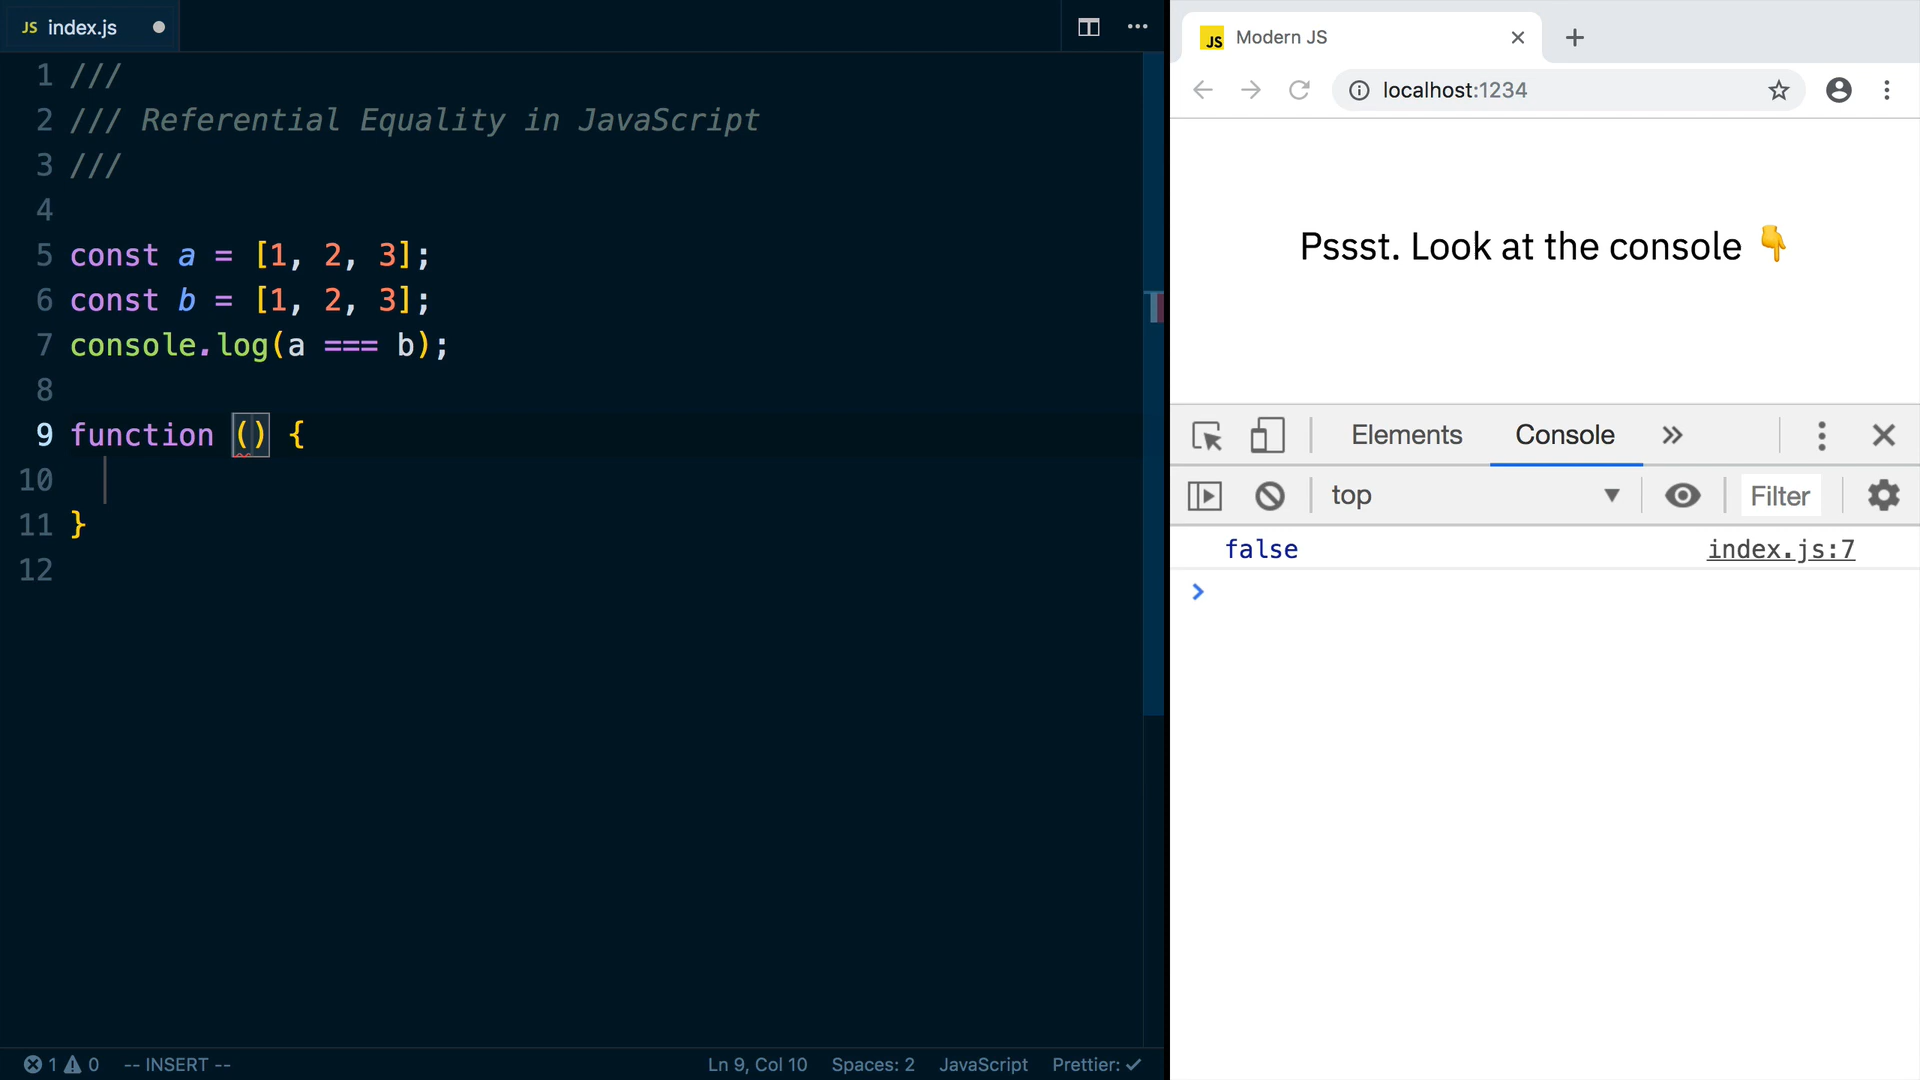 JS index.js
1 ///
2 /// Referential Equality in JavaScript
3 ///
4
5 const a = [1, 2, 3];
6 const b = [1, 2, 3];
7 console.log(a === b);
8
9 function () {
10
11 }
12
1 0 -- INSERT -- Ln 9, Col 10 Spaces: 2 JavaScript Prettier: ✓
JS Modern JS
localhost:1234
Pssst. Look at the console 👇
Elements Console
top Filter
false index.js:7